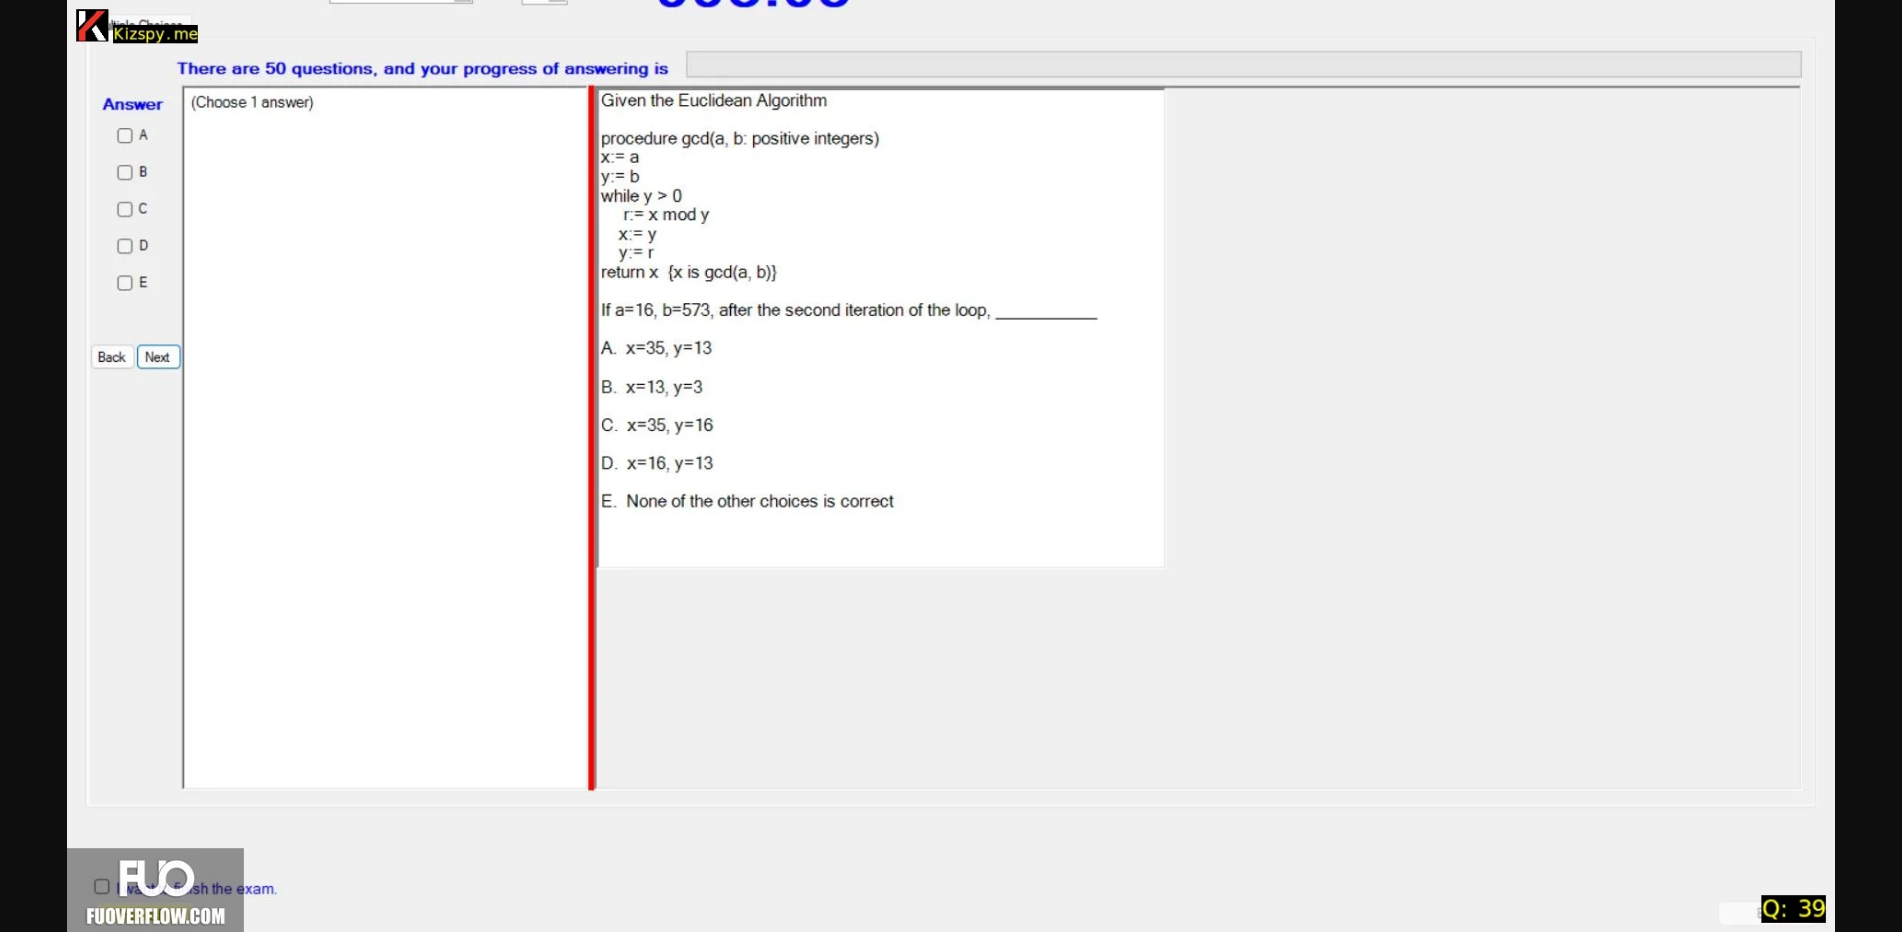 Kizspy.me
There are 50 questions, and your progress of answering is
Answer
A
B
C
D
E
Back
Next
(Choose 1 answer)
Given the Euclidean Algorithm
procedure gcd(a, b: positive integers)
x:= a
y:= b
while y > 0
r:= x mod y
x:= y
y:= r
return x {x is gcd(a, b)}
If a=16, b=573, after the second iteration of the loop, ___________
A. x=35, y=13
B. x=13, y=3
C. x=35, y=16
D. x=16, y=13
E. None of the other choices is correct
FUO
the exam.
FUOVERFLOW.COM
Q: 39